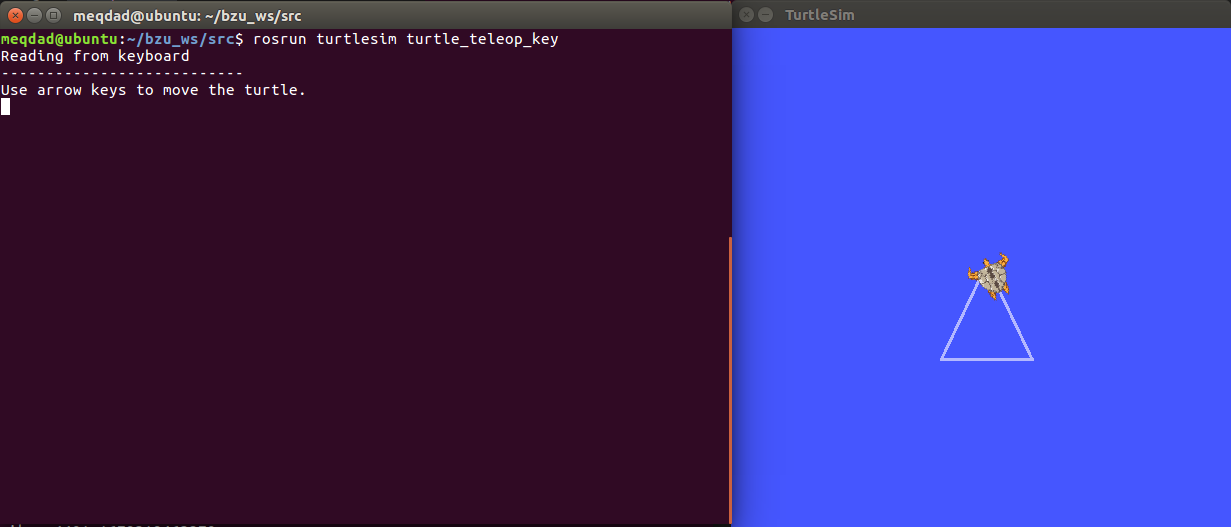 meqdad@ubuntu: ~/bzu_ws/src
TurtleSim
meqdad@ubuntu:~/bzu_ws/src$ rosrun turtlesim turtle_teleop_key
Reading from keyboard
---------------------------
Use arrow keys to move the turtle.